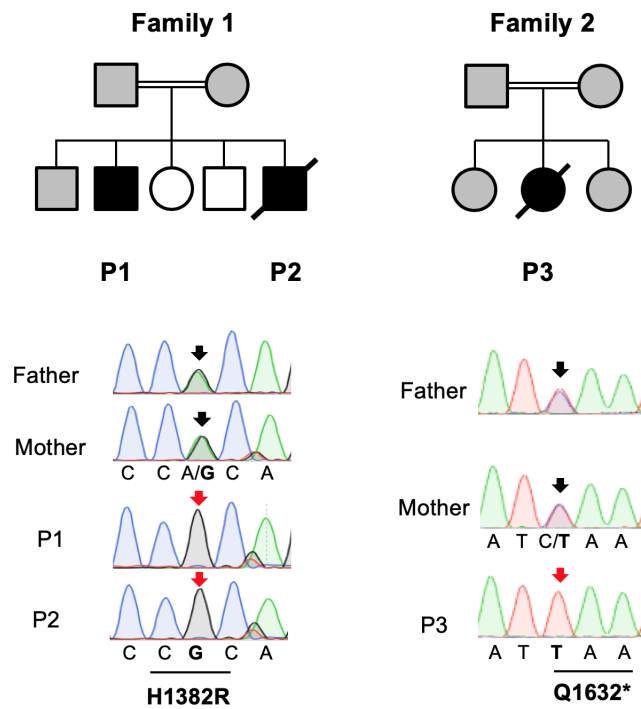 Family 1
Family 2
P1
P2
P3
Father
Mother
C C A/G C A
P1
P2
C C G C A
H1382R
Father
Mother
A T C/T A A
P3
A T T A A
Q1632*